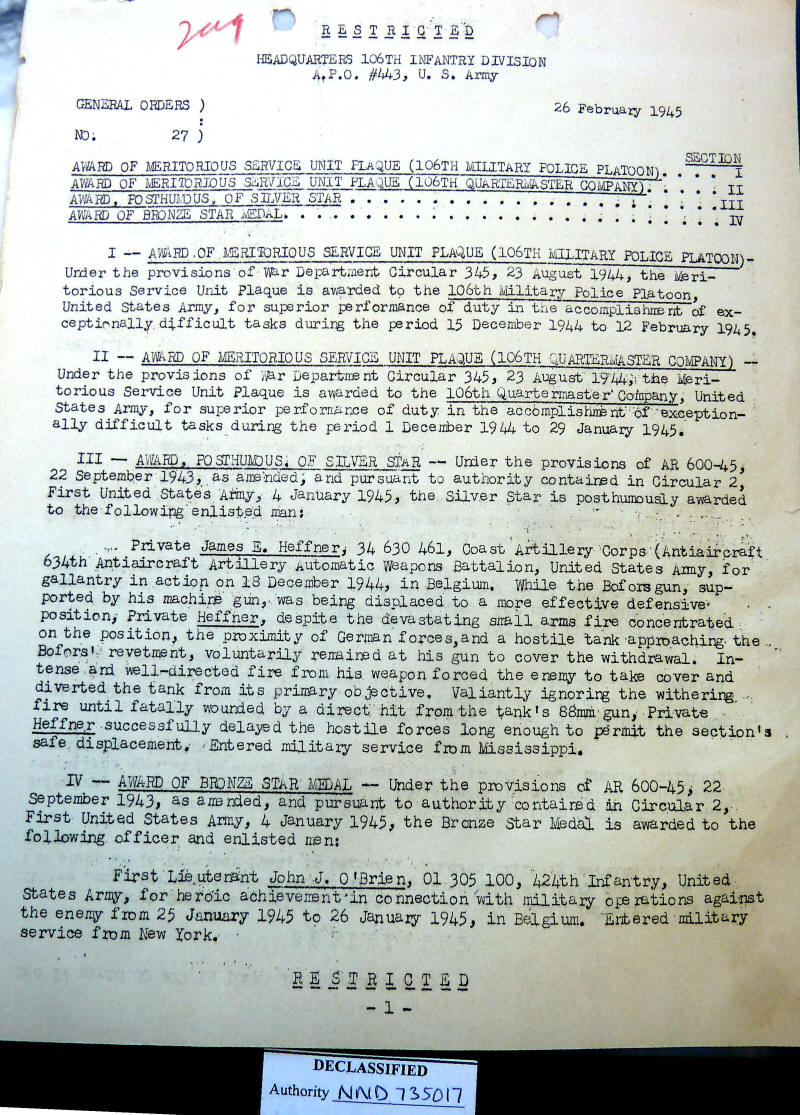 209
RESTRICTED
HEADQUARTERS 106TH INFANTRY DIVISION
A.P.O. #443, U. S. Army
GENERAL ORDERS )
:
NO. 27 )
26 February 1945
SECTION
AWARD OF MERITORIOUS SERVICE UNIT PLAQUE (106TH MILITARY POLICE PLATOON). . . . I
AWARD OF MERITORIOUS SERVICE UNIT PLAQUE (106TH QUARTERMASTER COMPANY). . . . . II
AWARD, POSTHUMOUS, OF SILVER STAR . . . . . . . . . . . . . . . . . . . . . .III
AWARD OF BRONZE STAR MEDAL. . . . . . . . . . . . . . . . . . . . . . . . . . IV
I -- AWARD OF MERITORIOUS SERVICE UNIT PLAQUE (106TH MILITARY POLICE PLATOON)-
Under the provisions of War Department Circular 345, 23 August 1944, the Meri-
torious Service Unit Plaque is awarded to the 106th Military Police Platoon,
United States Army, for superior performance of duty in the accomplishment of ex-
ceptionally difficult tasks during the period 15 December 1944 to 12 February 1945.
II -- AWARD OF MERITORIOUS SERVICE UNIT PLAQUE (106TH QUARTERMASTER COMPANY) --
Under the provisions of War Department Circular 345, 23 August 1944, the Meri-
torious Service Unit Plaque is awarded to the 106th Quartermaster Company, United
States Army, for superior performance of duty in the accomplishment of exception-
ally difficult tasks during the period 1 December 1944 to 29 January 1945.
III -- AWARD, POSTHUMOUS, OF SILVER STAR -- Under the provisions of AR 600-45,
22 September 1943, as amended, and pursuant to authority contained in Circular 2,
First United States Army, 4 January 1945, the Silver Star is posthumously awarded
to the following enlisted man:
Private James E. Heffner, 34 630 461, Coast Artillery Corps (Antiaircraft
634th Antiaircraft Artillery Automatic Weapons Battalion, United States Army, for
gallantry in action on 18 December 1944, in Belgium. While the Bofors gun, sup-
ported by his machine gun, was being displaced to a more effective defensive
position, Private Heffner, despite the devastating small arms fire concentrated
on the position, the proximity of German forces,and a hostile tank approaching the
Bofors' revetment, voluntarily remained at his gun to cover the withdrawal. In-
tense and well-directed fire from his weapon forced the enemy to take cover and
diverted the tank from its primary objective. Valiantly ignoring the withering
fire until fatally wounded by a direct hit from the tank's 88mm gun, Private
Heffner successfully delayed the hostile forces long enough to permit the section's
safe displacement. Entered military service from Mississippi.
IV -- AWARD OF BRONZE STAR MEDAL -- Under the provisions of AR 600-45, 22
September 1943, as amended, and pursuant to authority contained in Circular 2,
First United States Army, 4 January 1945, the Bronze Star Medal is awarded to the
following officer and enlisted men:
First Lieutenant John J. O'Brien, 01 305 100, 424th Infantry, United
States Army, for heroic achievement in connection with military operations against
the enemy from 25 January 1945 to 26 January 1945, in Belgium. Entered military
service from New York.
RESTRICTED
- 1 -
DECLASSIFIED
Authority NND 735017